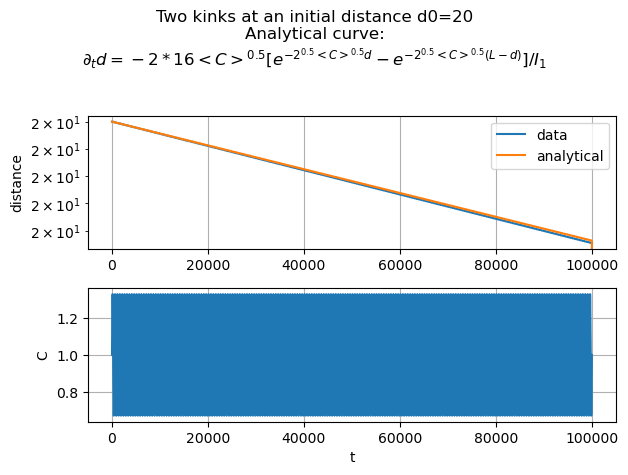 Two kinks at an initial distance d0=20
Analytical curve:
∂ₜd = −2 * 16 < C >^{0.5} [e^{−2^{0.5} < C >^{0.5} d} − e^{−2^{0.5} < C >^{0.5} (L−d)}]/I₁
2 × 10¹
2 × 10¹
2 × 10¹
2 × 10¹
2 × 10¹
distance
data
analytical
0 20000 40000 60000 80000 100000
1.2
1.0
0.8
C
0 20000 40000 60000 80000 100000
t